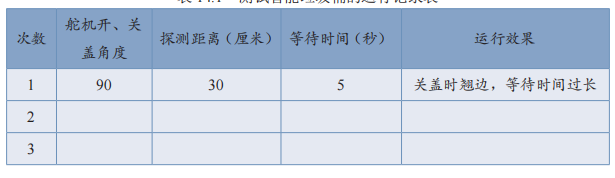 次数 舵机开、关盖角度 探测距离（厘米） 等待时间（秒） 运行效果
1 90 30 5 关盖时翘边，等待时间过长
2
3